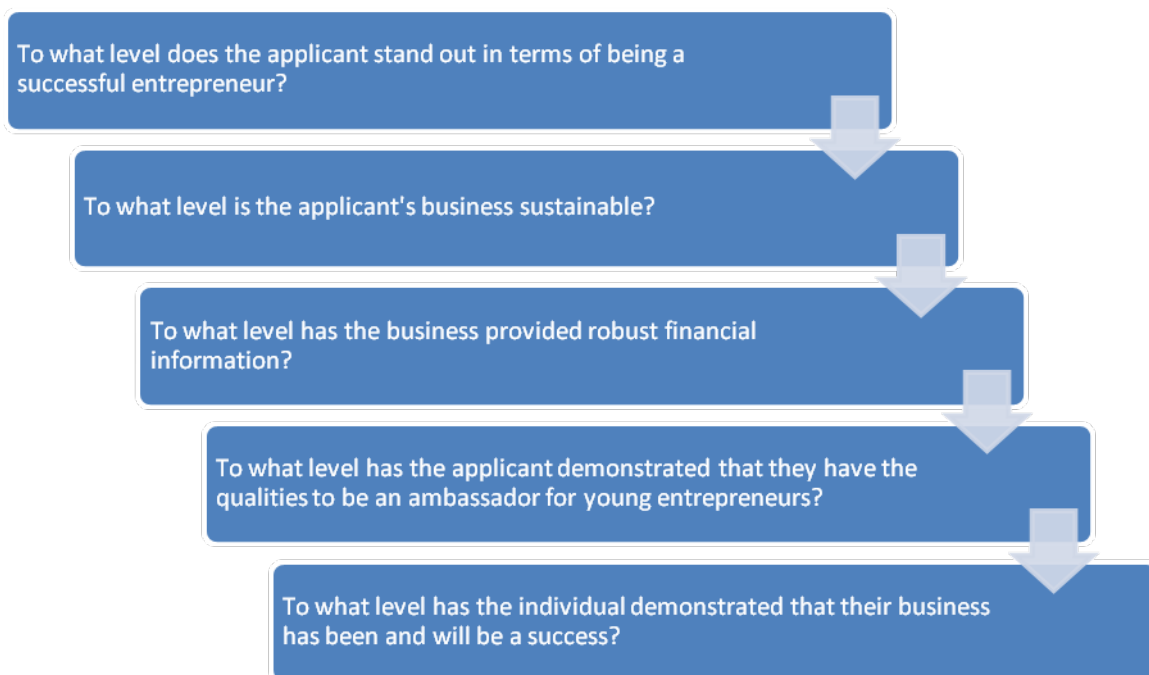 To what level does the applicant stand out in terms of being a
successful entrepreneur?
To what level is the applicant's business sustainable?
To what level has the business provided robust financial
information?
To what level has the applicant demonstrated that they have the
qualities to be an ambassador for young entrepreneurs?
To what level has the individual demonstrated that their business
has been and will be a success?